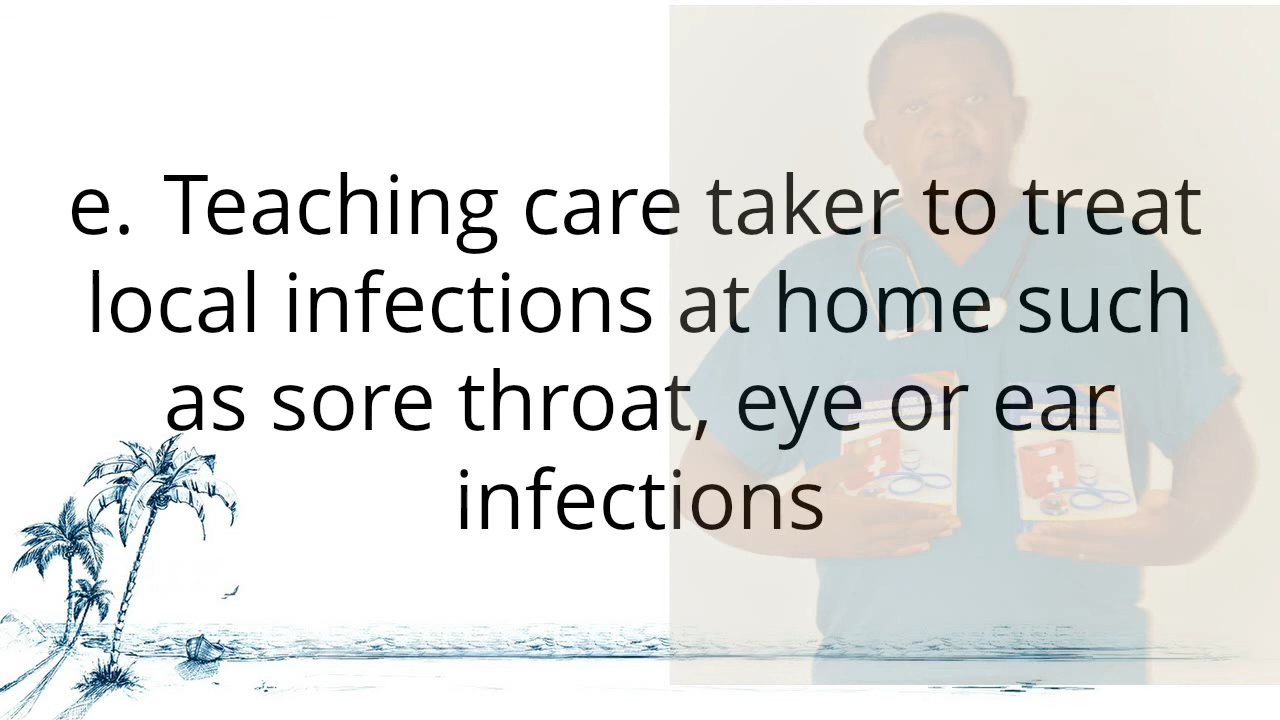 e. Teaching care taker to treat
local infections at home such
as sore throat, eye or ear
infections